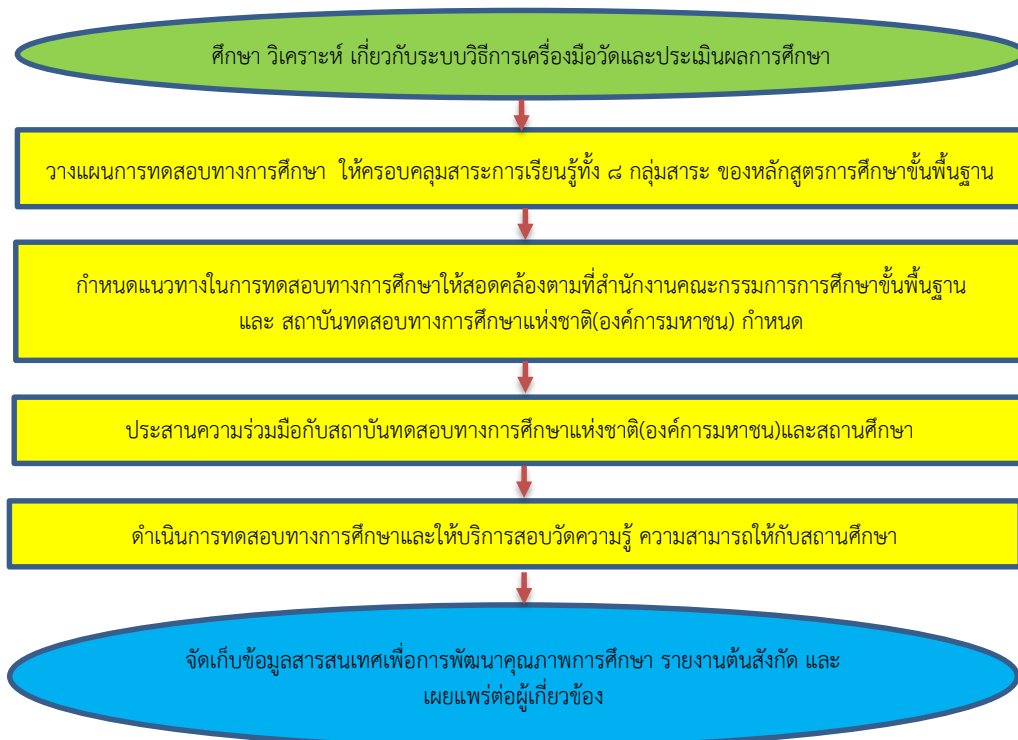 ศึกษา วิเคราะห์ เกี่ยวกับระบบวิธีการเครื่องมือวัดและประเมินผลการศึกษา
วางแผนการทดสอบทางการศึกษา ให้ครอบคลุมสาระการเรียนรู้ทั้ง ๘ กลุ่มสาระ ของหลักสูตรการศึกษาขั้นพื้นฐาน
กำหนดแนวทางในการทดสอบทางการศึกษาให้สอดคล้องตามที่สำนักงานคณะกรรมการการศึกษาขั้นพื้นฐาน
และ สถาบันทดสอบทางการศึกษาแห่งชาติ(องค์การมหาชน) กำหนด
ประสานความร่วมมือกับสถาบันทดสอบทางการศึกษาแห่งชาติ(องค์การมหาชน)และสถานศึกษา
ดำเนินการทดสอบทางการศึกษาและให้บริการสอบวัดความรู้ ความสามารถให้กับสถานศึกษา
จัดเก็บข้อมูลสารสนเทศเพื่อการพัฒนาคุณภาพการศึกษา รายงานต้นสังกัด และ
เผยแพร่ต่อผู้เกี่ยวข้อง